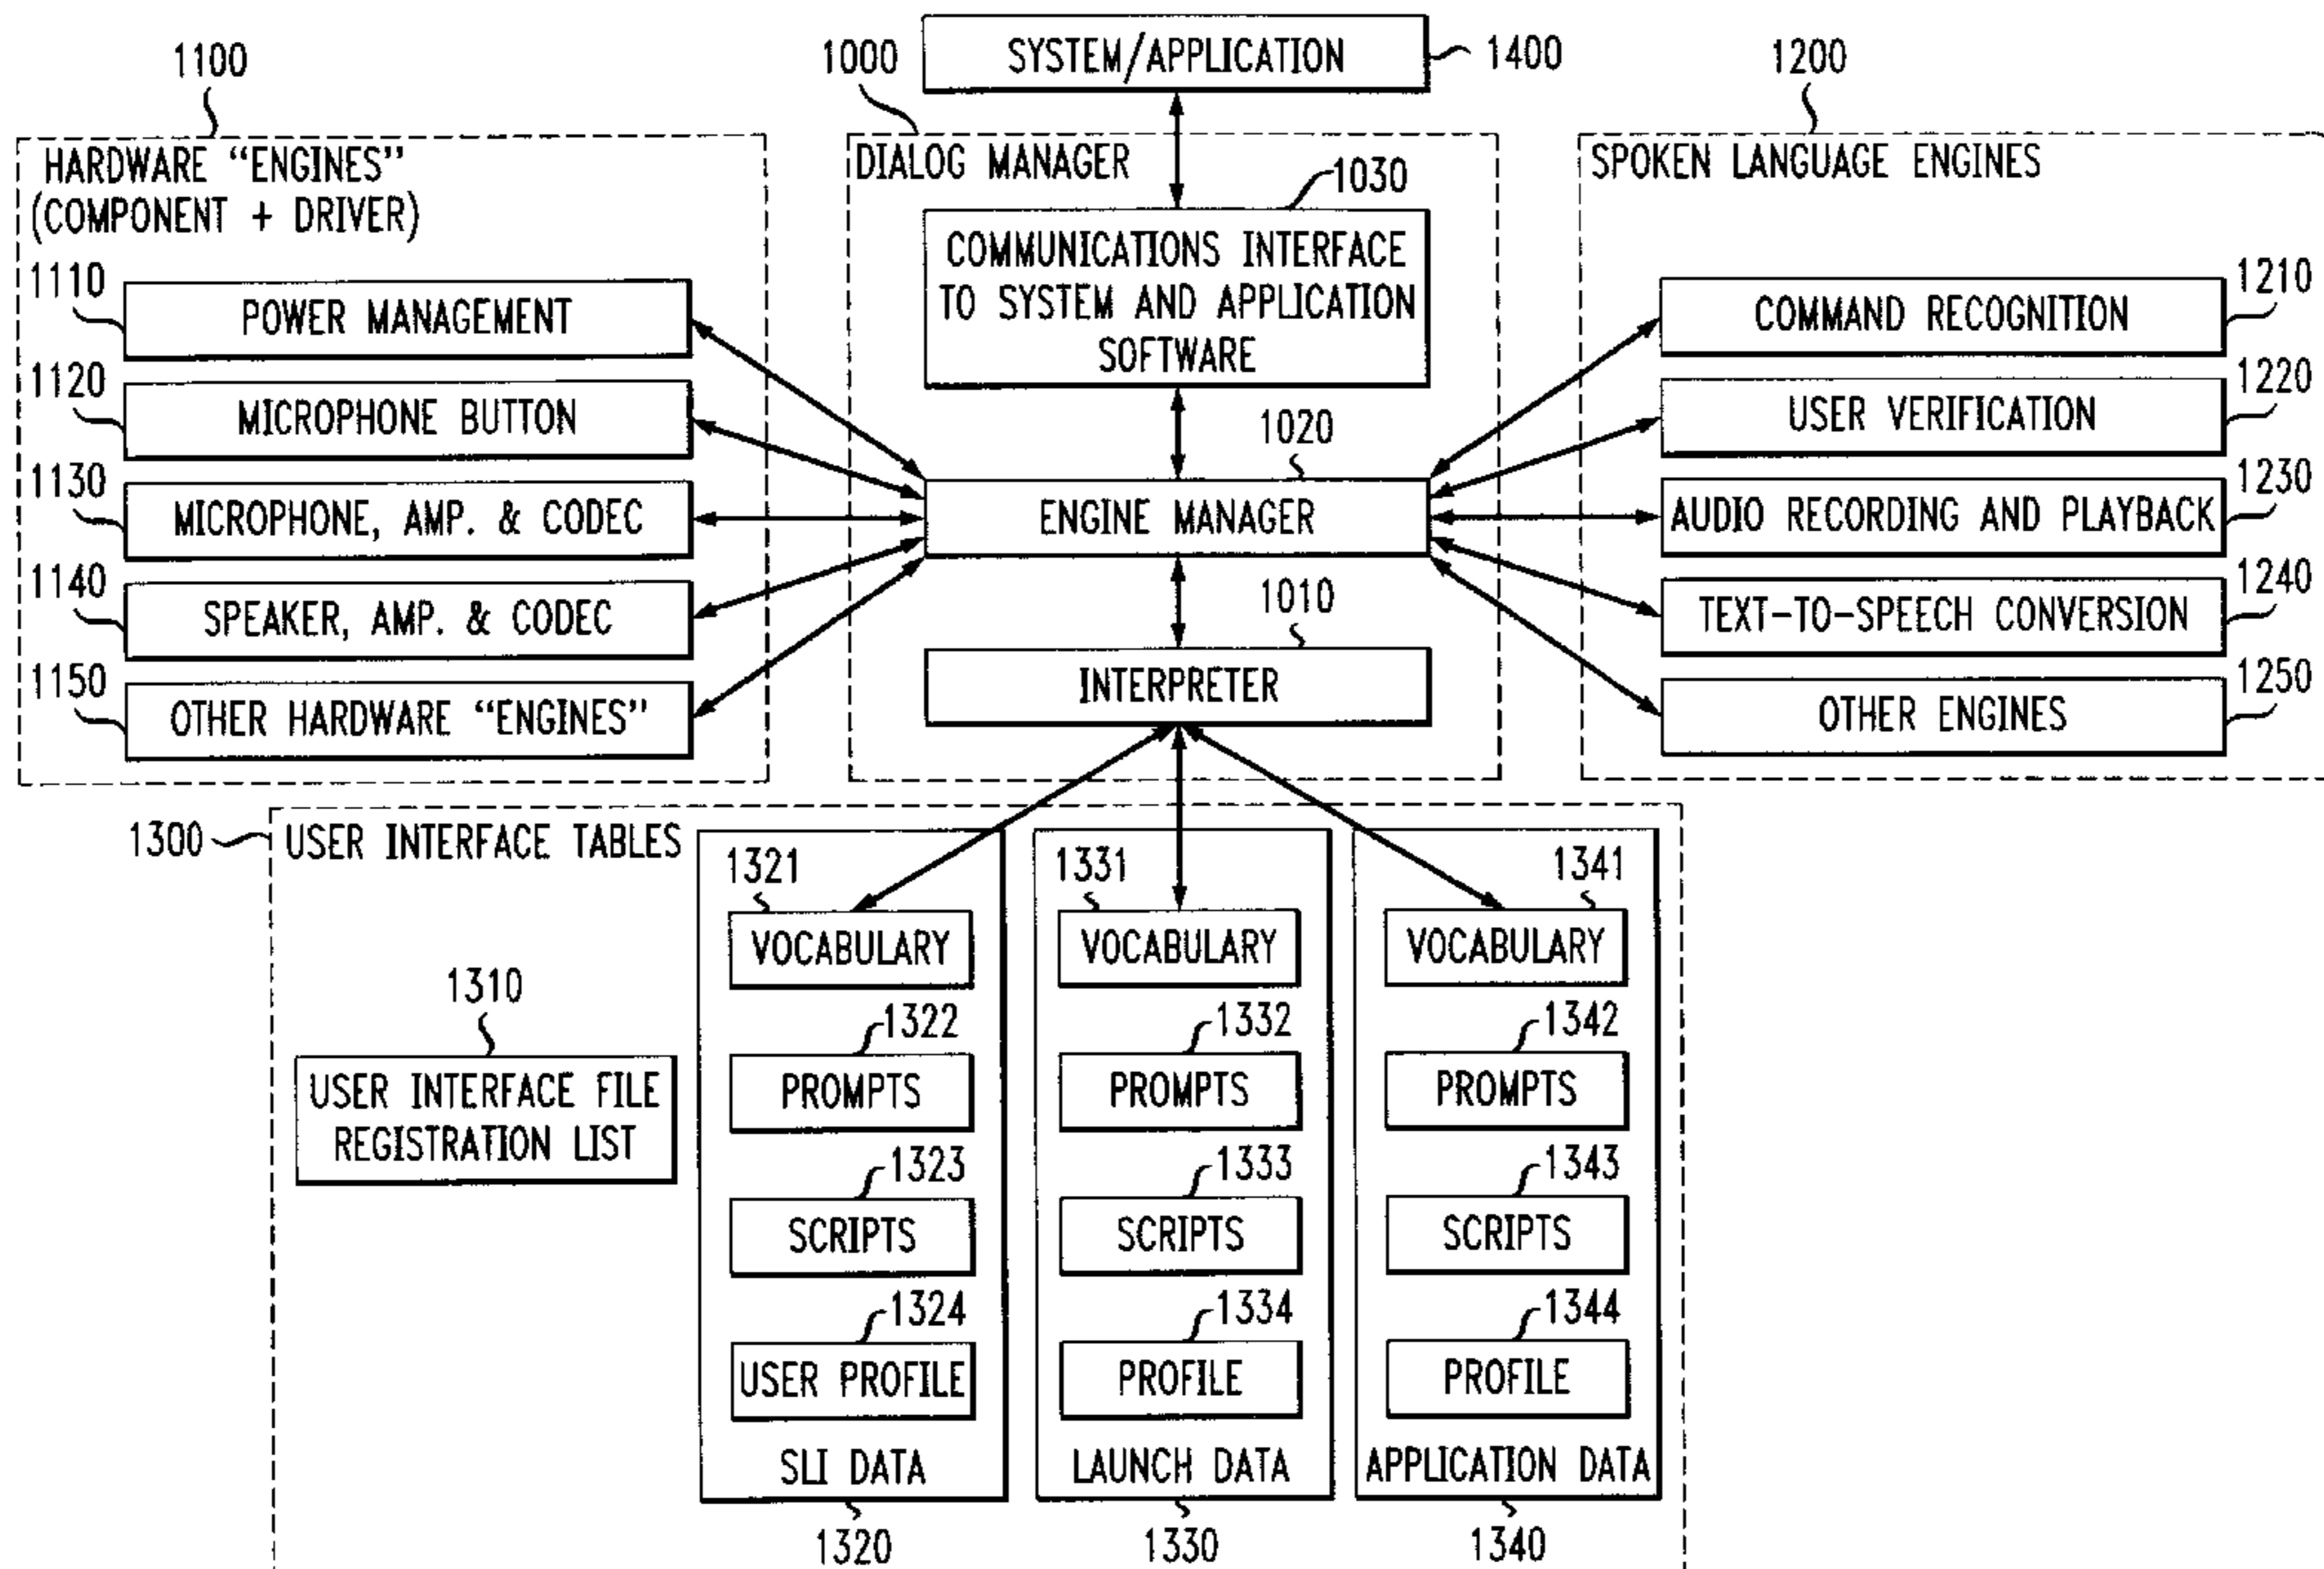 SYSTEM/APPLICATION
1400
1100
1000
1200
HARDWARE “ENGINES”
(COMPONENT + DRIVER)
1110
POWER MANAGEMENT
1120
MICROPHONE BUTTON
1130
MICROPHONE, AMP. & CODEC
1140
SPEAKER, AMP. & CODEC
1150
OTHER HARDWARE “ENGINES”
DIALOG MANAGER
1030
COMMUNICATIONS INTERFACE
TO SYSTEM AND APPLICATION
SOFTWARE
1020
ENGINE MANAGER
1010
INTERPRETER
SPOKEN LANGUAGE ENGINES
1210
COMMAND RECOGNITION
1220
USER VERIFICATION
1230
AUDIO RECORDING AND PLAYBACK
1240
TEXT-TO-SPEECH CONVERSION
1250
OTHER ENGINES
1300
USER INTERFACE TABLES
1310
USER INTERFACE FILE
REGISTRATION LIST
1321
VOCABULARY
1322
PROMPTS
1323
SCRIPTS
1324
USER PROFILE
SLI DATA
1320
1331
VOCABULARY
1332
PROMPTS
1333
SCRIPTS
1334
PROFILE
LAUNCH DATA
1330
1341
VOCABULARY
1342
PROMPTS
1343
SCRIPTS
1344
PROFILE
APPLICATION DATA
1340